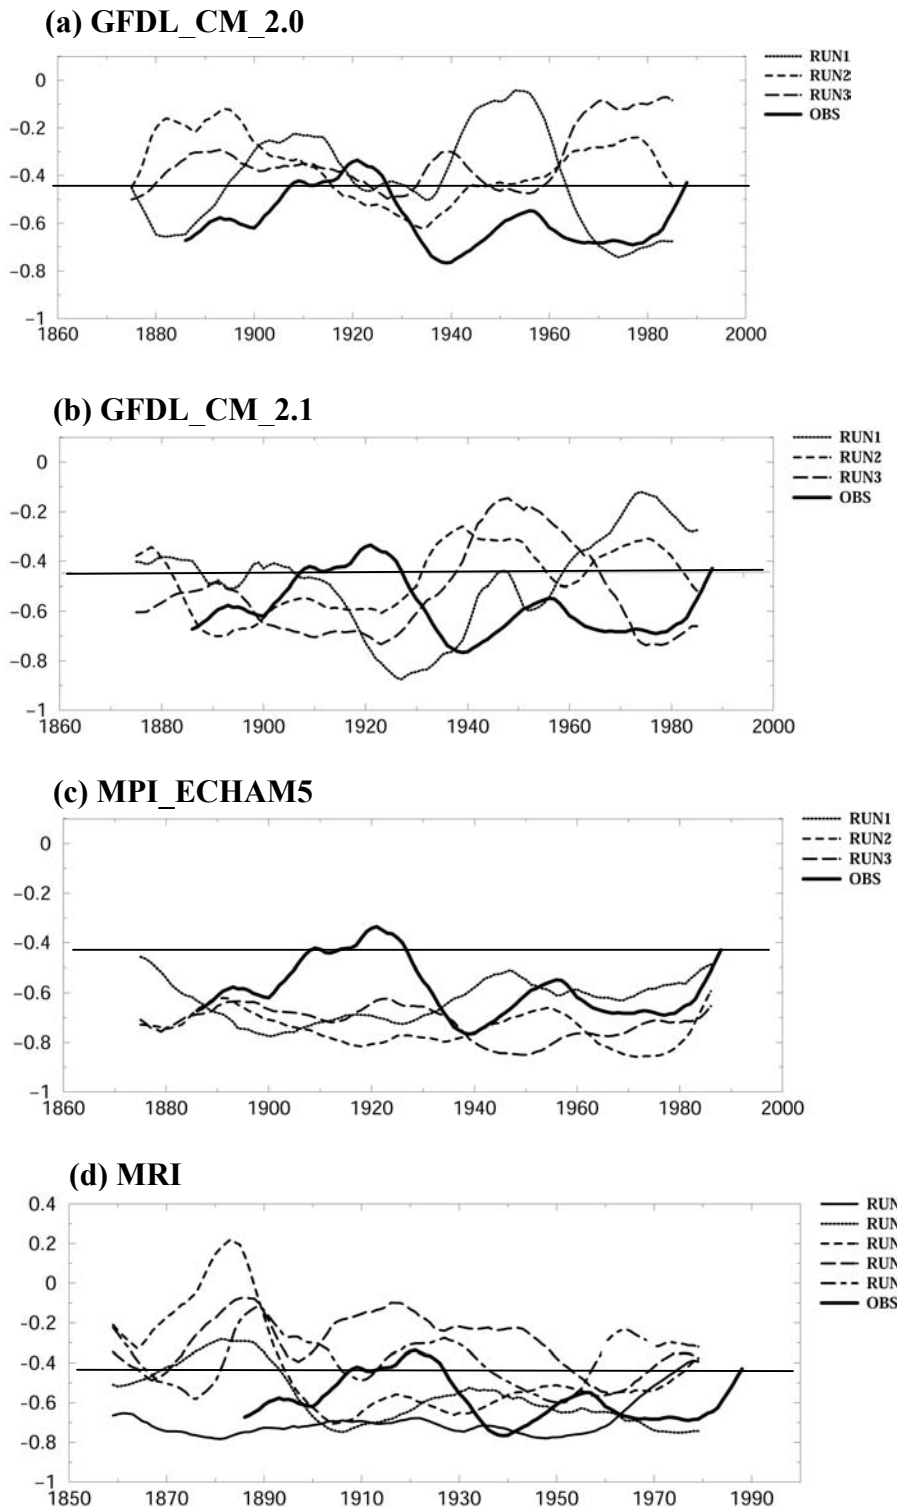 (a) GFDL_CM_2.0
RUN1
RUN2
RUN3
OBS
0
−0.2
−0.4
−0.6
−0.8
−1
1860 1880 1900 1920 1940 1960 1980 2000
(b) GFDL_CM_2.1
RUN1
RUN2
RUN3
OBS
0
−0.2
−0.4
−0.6
−0.8
−1
1860 1880 1900 1920 1940 1960 1980 2000
(c) MPI_ECHAM5
RUN1
RUN2
RUN3
OBS
0
−0.2
−0.4
−0.6
−0.8
−1
1860 1880 1900 1920 1940 1960 1980 2000
(d) MRI
RUN
RUN
RUN
RUN
RUN
OBS
0.4
0.2
0
−0.2
−0.4
−0.6
−0.8
−1
1850 1870 1890 1910 1930 1950 1970 1990